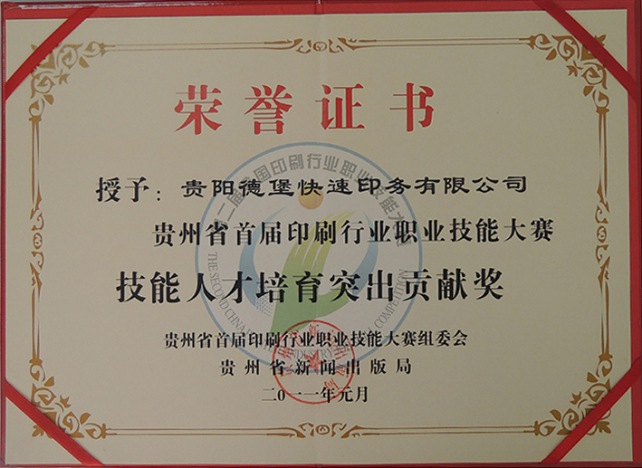 荣誉证书
授予：贵阳德堡快速印务有限公司
贵州省首届印刷行业职业技能大赛
技能人才培育突出贡献奖
贵州省首届印刷行业职业技能大赛组委会
贵州省新闻出版局
二〇一一年元月